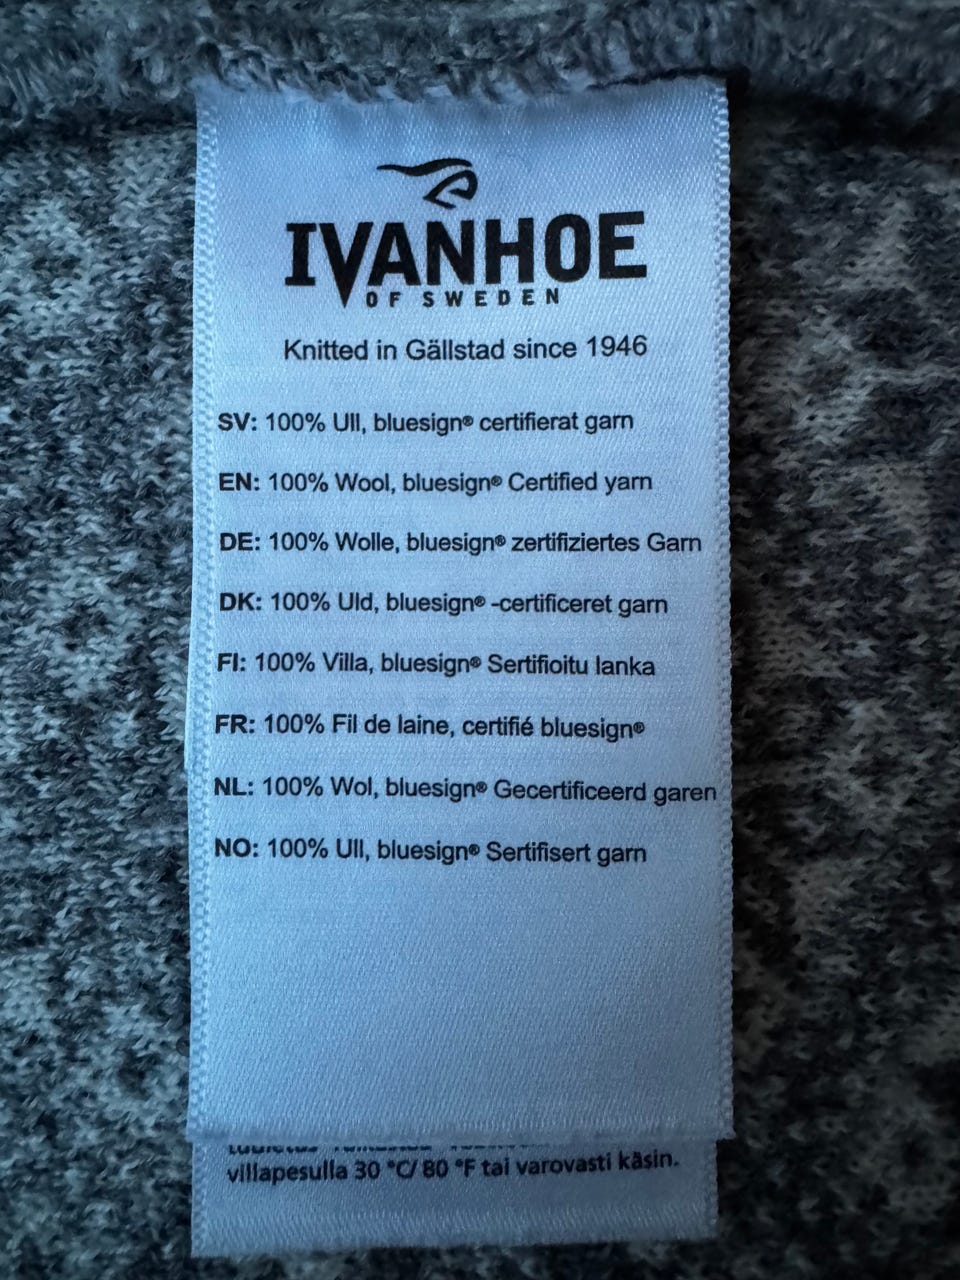 IVANHOE
OF SWEDEN
Knitted in Gällstad since 1946
SV: 100% Ull, bluesign® certifierat garn
EN: 100% Wool, bluesign® Certified yarn
DE: 100% Wolle, bluesign® zertifiziertes Garn
DK: 100% Uld, bluesign® -certificeret garn
FI: 100% Villa, bluesign® Sertifioitu lanka
FR: 100% Fil de laine, certifié bluesign®
NL: 100% Wol, bluesign® Gecertificeerd garen
NO: 100% Ull, bluesign® Sertifisert garn
villapesulla 30 °C/ 80 °F tai varovasti käsin.